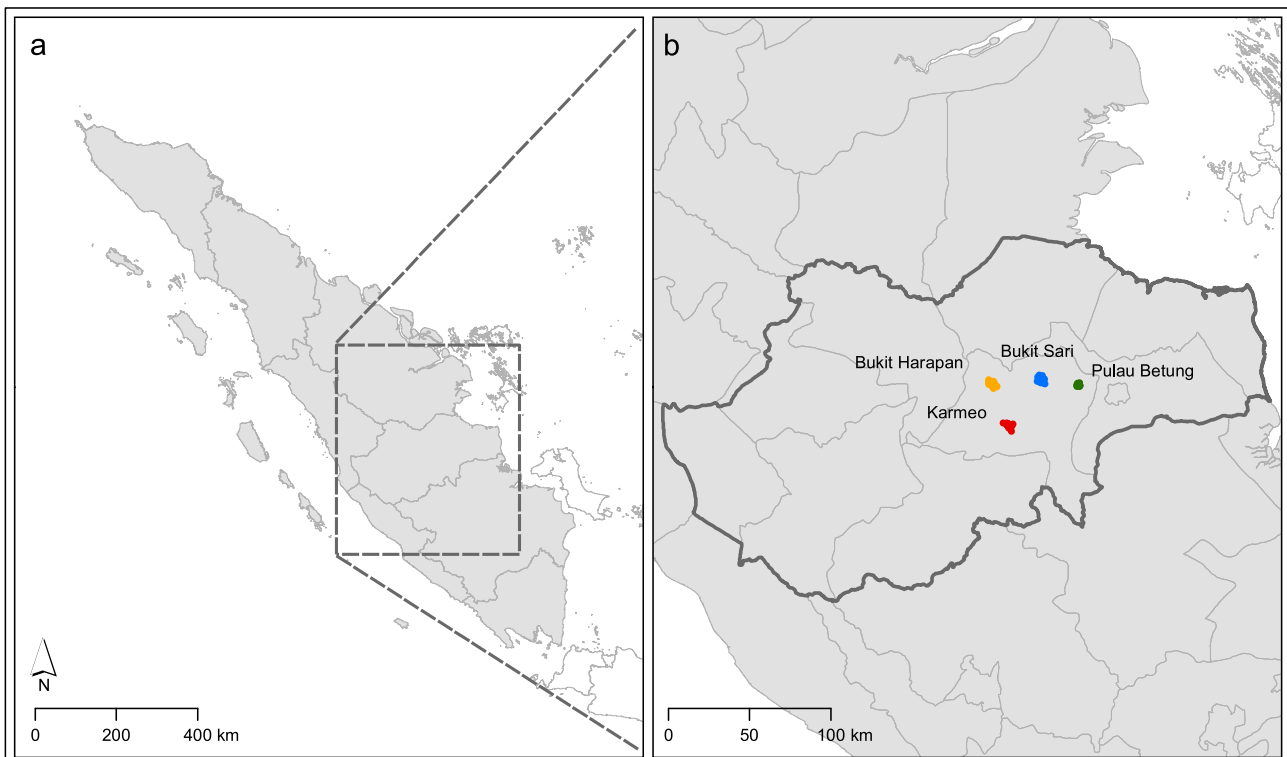 a
N
0 200 400 km
b
Bukit Sari
Bukit Harapan
Pulau Betung
Karmeo
0 50 100 km